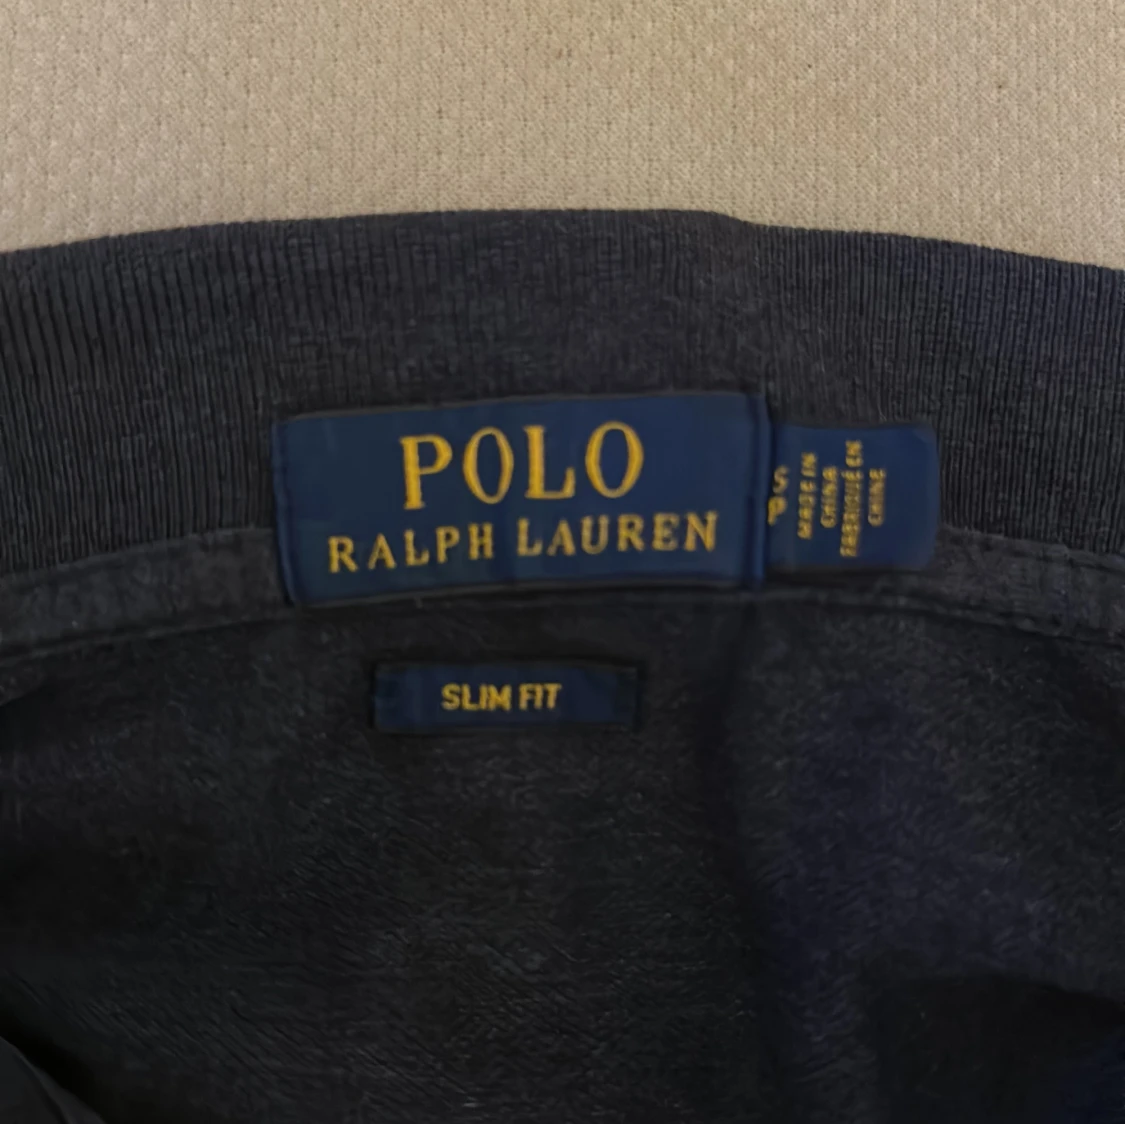 POLO
RALPH LAUREN
S
P
MADE IN
CHINA
FABRIQUÉ EN
CHINE
SLIM FIT